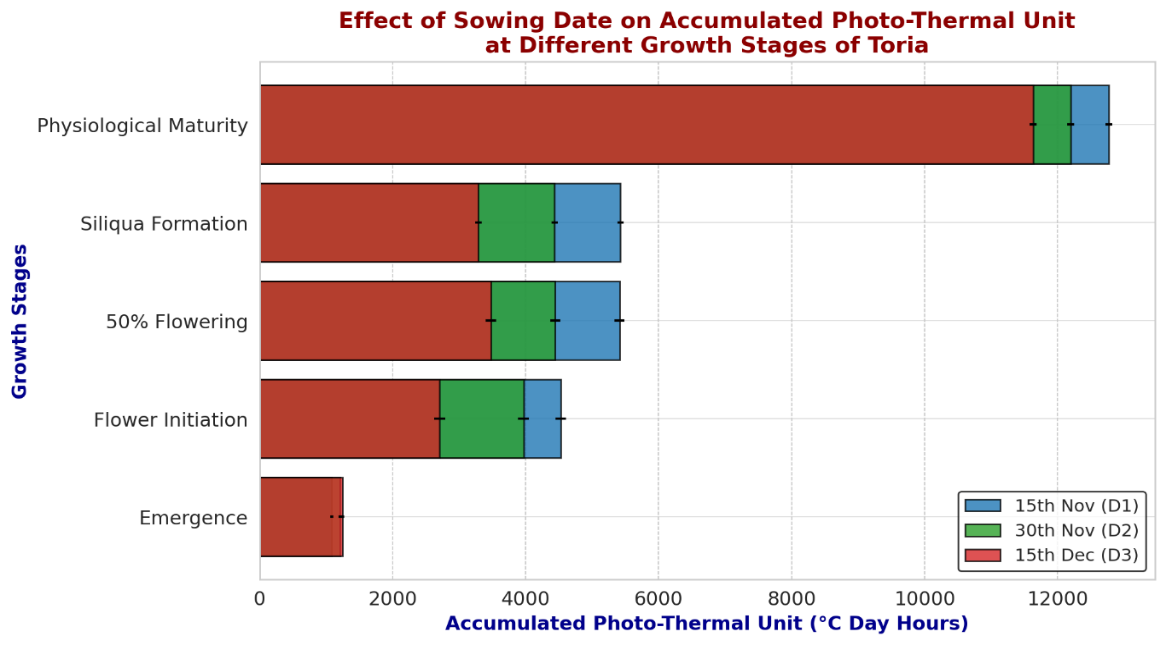 Effect of Sowing Date on Accumulated Photo-Thermal Unit
at Different Growth Stages of Toria
Growth Stages
Physiological Maturity
Siliqua Formation
50% Flowering
Flower Initiation
Emergence
15th Nov (D1)
30th Nov (D2)
15th Dec (D3)
0 2000 4000 6000 8000 10000 12000
Accumulated Photo-Thermal Unit (°C Day Hours)